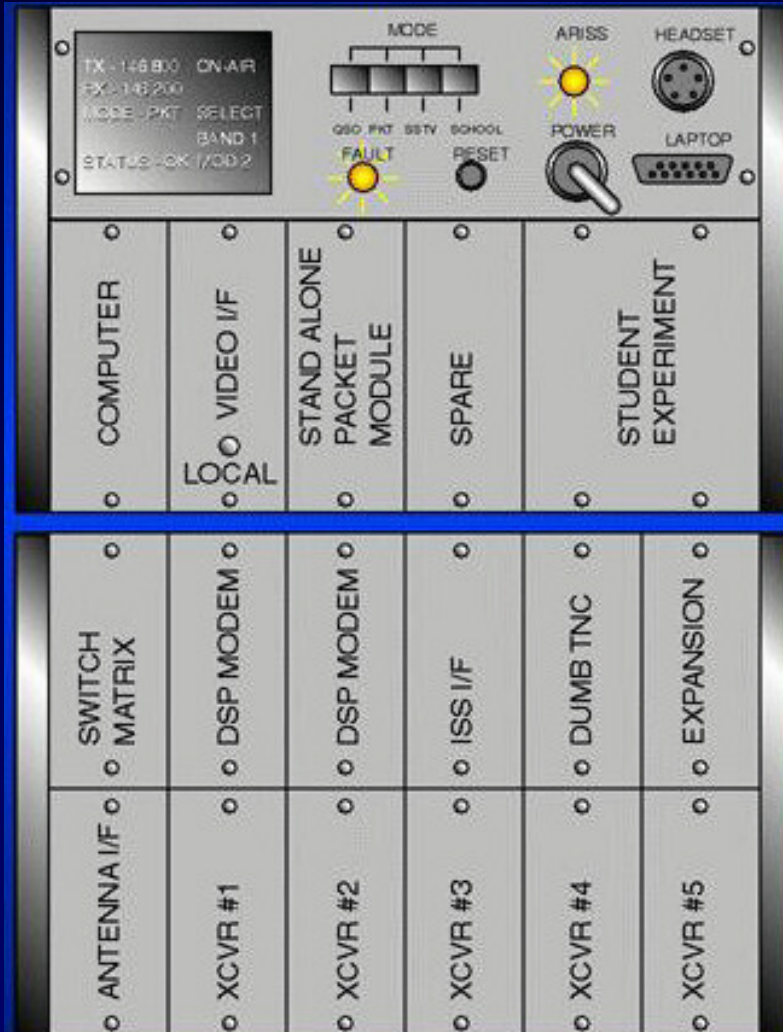 MODE
ARISS
HEADSET
TX - 146.800 ON-AIR
RX - 146.200
MODE - PKT SELECT
BAND 1
STATUS - OK I/OD 2
QSO PKT SSTV SCHOOL
FAULT
RESET
POWER
LAPTOP
COMPUTER
VIDEO I/F
LOCAL
STAND ALONE
PACKET
MODULE
SPARE
STUDENT
EXPERIMENT
SWITCH
MATRIX
DSP MODEM
DSP MODEM
ISS I/F
DUMB TNC
EXPANSION
ANTENNA I/F
XCVR #1
XCVR #2
XCVR #3
XCVR #4
XCVR #5